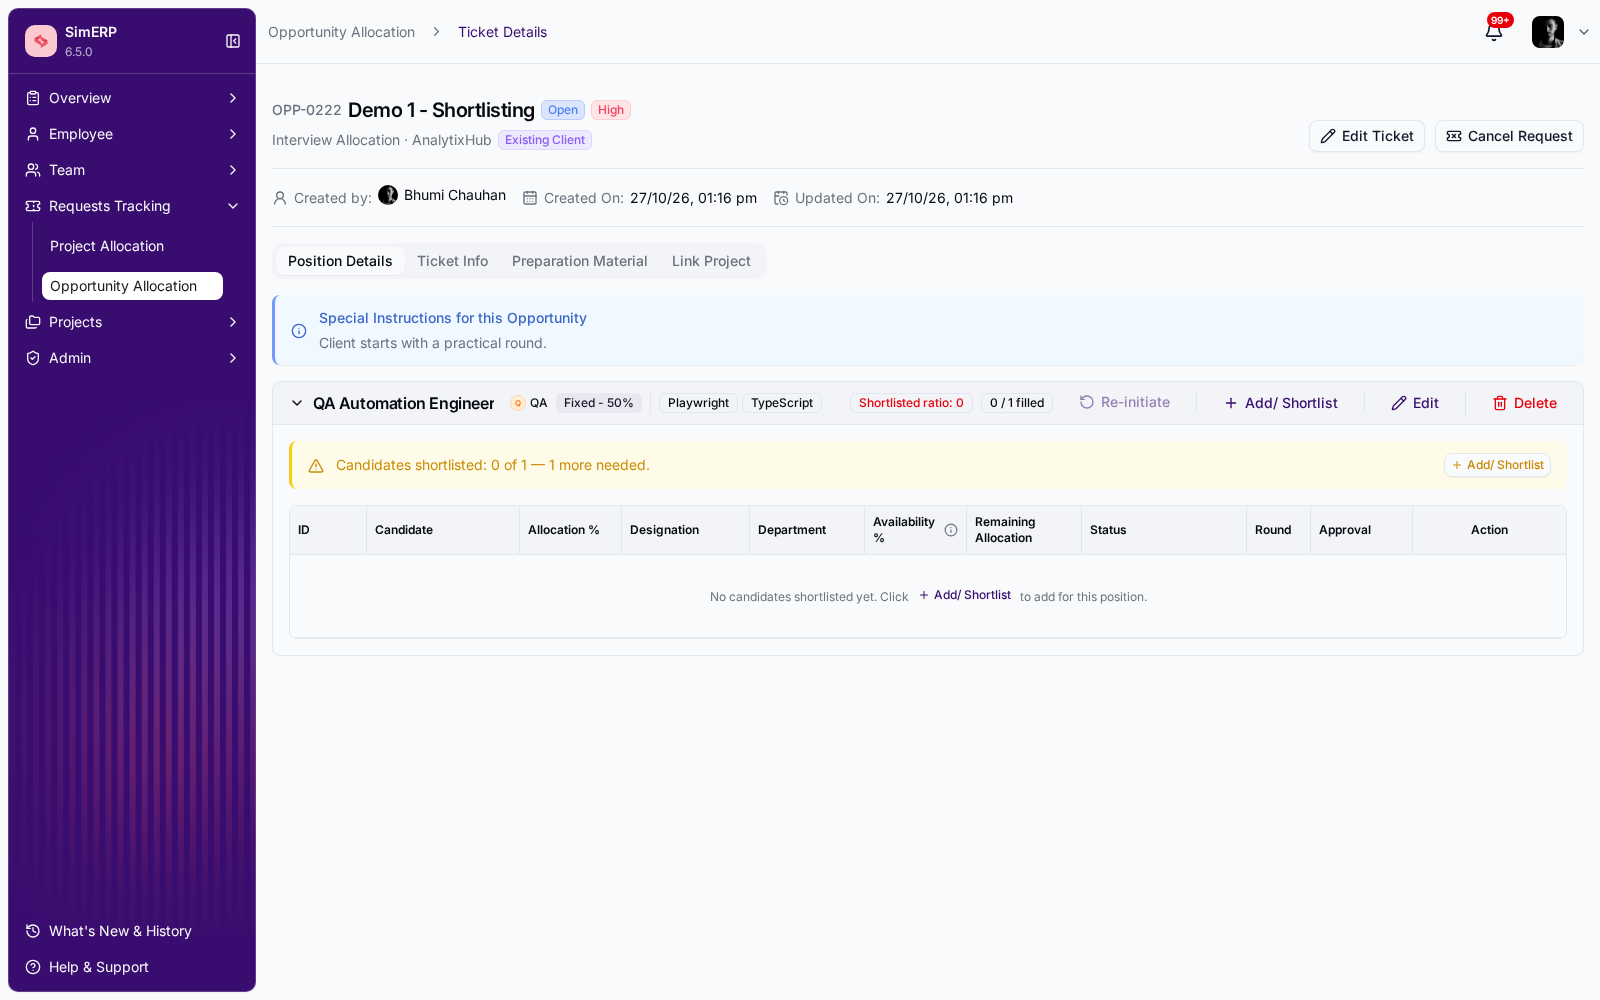 SimERP
6.5.0
Overview
Employee
Team
Requests Tracking
Project Allocation
Opportunity Allocation
Projects
Admin
What's New & History
Help & Support
Opportunity Allocation > Ticket Details
99+
OPP-0222 Demo 1 - Shortlisting Open High
Interview Allocation · AnalytixHub Existing Client
Edit Ticket Cancel Request
Created by: Bhumi Chauhan Created On: 27/10/26, 01:16 pm Updated On: 27/10/26, 01:16 pm
Position Details Ticket Info Preparation Material Link Project
Special Instructions for this Opportunity
Client starts with a practical round.
QA Automation Engineer Q QA Fixed - 50% Playwright TypeScript Shortlisted ratio: 0 0 / 1 filled Re-initiate + Add/ Shortlist Edit Delete
Candidates shortlisted: 0 of 1 — 1 more needed. + Add/ Shortlist
ID Candidate Allocation % Designation Department Availability % Remaining Allocation Status Round Approval Action
No candidates shortlisted yet. Click + Add/ Shortlist to add for this position.